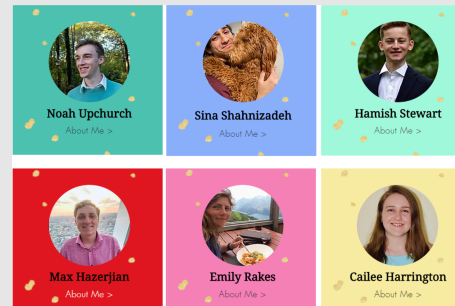 Noah Upchurch
About Me >
Sina Shahnizadeh
About Me >
Hamish Stewart
About Me >
Max Hazerjian
About Me >
Emily Rakes
About Me >
Cailee Harrington
About Me >